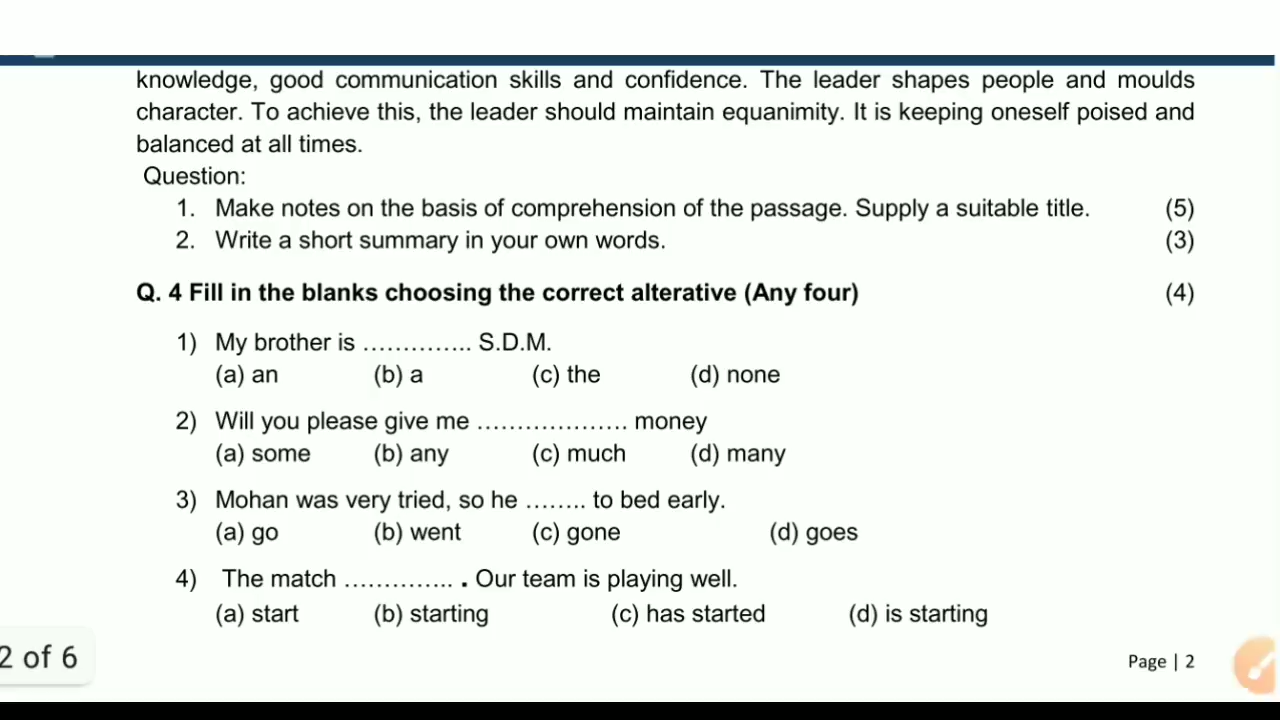 knowledge, good communication skills and confidence. The leader shapes people and moulds
character. To achieve this, the leader should maintain equanimity. It is keeping oneself poised and
balanced at all times.
Question:
1. Make notes on the basis of comprehension of the passage. Supply a suitable title. (5)
2. Write a short summary in your own words. (3)
Q. 4 Fill in the blanks choosing the correct alterative (Any four) (4)
1) My brother is ………….. S.D.M.
(a) an (b) a (c) the (d) none
2) Will you please give me ………………. money
(a) some (b) any (c) much (d) many
3) Mohan was very tried, so he …….. to bed early.
(a) go (b) went (c) gone (d) goes
4) The match ………….. . Our team is playing well.
(a) start (b) starting (c) has started (d) is starting
2 of 6
Page | 2